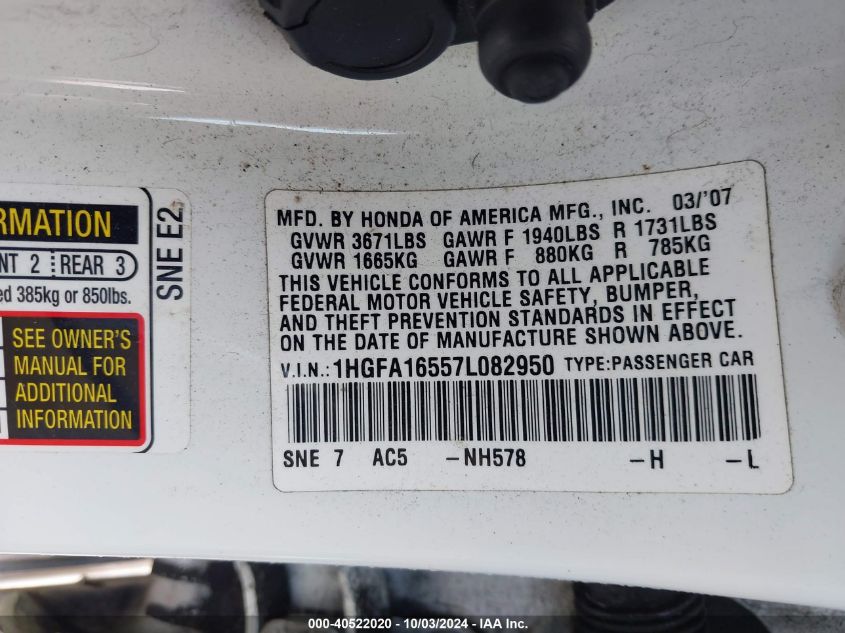 RMATION
NT 2 REAR 3
ed 385kg or 850lbs.
SEE OWNER'S
MANUAL FOR
ADDITIONAL
INFORMATION
SNE E2
MFD. BY HONDA OF AMERICA MFG., INC. 03/'07
GVWR 3671LBS GAWR F 1940LBS R 1731LBS
GVWR 1665KG GAWR F 880KG R 785KG
THIS VEHICLE CONFORMS TO ALL APPLICABLE
FEDERAL MOTOR VEHICLE SAFETY, BUMPER,
AND THEFT PREVENTION STANDARDS IN EFFECT
ON THE DATE OF MANUFACTURE SHOWN ABOVE.
V.I.N.: 1HGFA16557L082950 TYPE:PASSENGER CAR
SNE 7 AC5 -NH578 -H -L
000-40522020 - 10/03/2024 - IAA Inc.